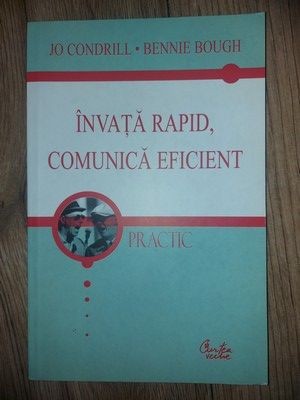 JO CONDRILL • BENNIE BOUGH
ÎNVAȚĂ RAPID,
COMUNICĂ EFICIENT
PRACTIC
Curtea
veche